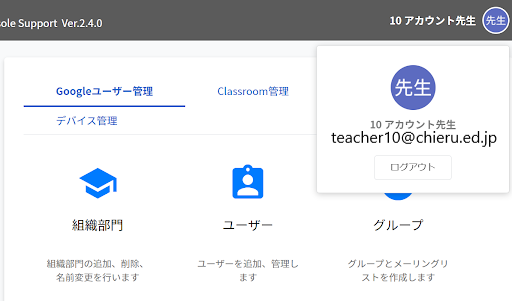 sole Support Ver.2.4.0
10 アカウント先生
先生
Googleユーザー管理
Classroom管理
デバイス管理
先生
10 アカウント先生
teacher10@chieru.ed.jp
ログアウト
組織部門
ユーザー
グループ
組織部門の追加、削除、
名前変更を行います
ユーザーを追加、管理し
ます
グループとメーリングリ
ストを作成します